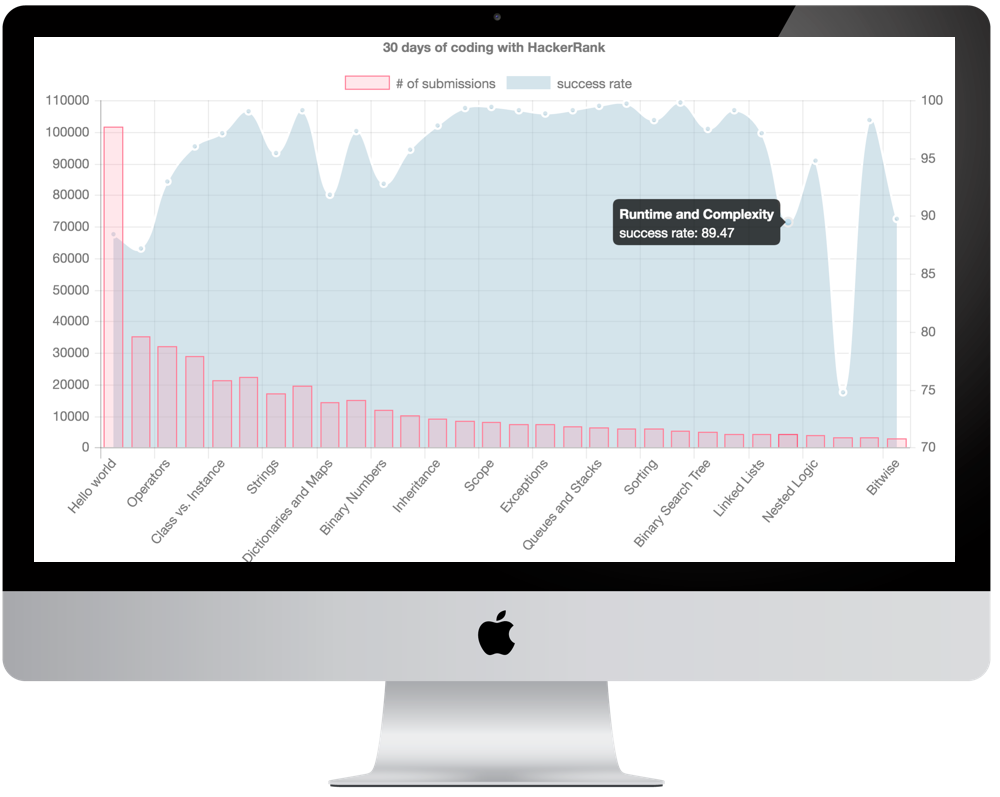 30 days of coding with HackerRank
# of submissions
success rate
110000
100000
90000
80000
70000
60000
50000
40000
30000
20000
10000
0
100
95
90
85
80
75
70
Runtime and Complexity
success rate: 89.47
Hello world
Operators
Class vs. Instance
Strings
Dictionaries and Maps
Binary Numbers
Inheritance
Scope
Exceptions
Queues and Stacks
Sorting
Binary Search Tree
Linked Lists
Nested Logic
Bitwise